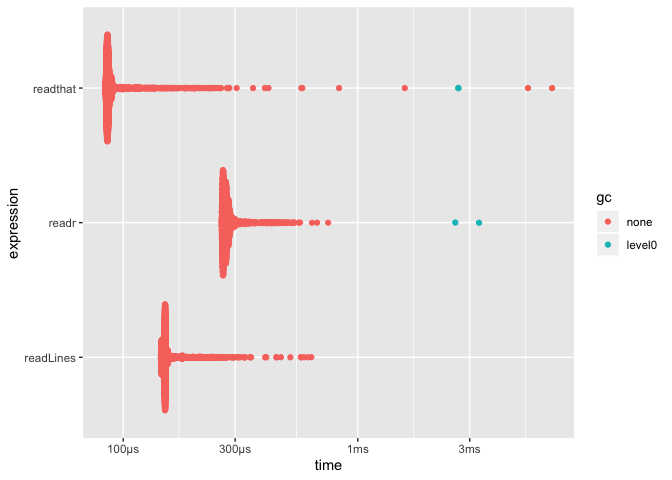 readthat
readr
readLines
expression
100µs
300µs
1ms
3ms
time
gc
none
level0